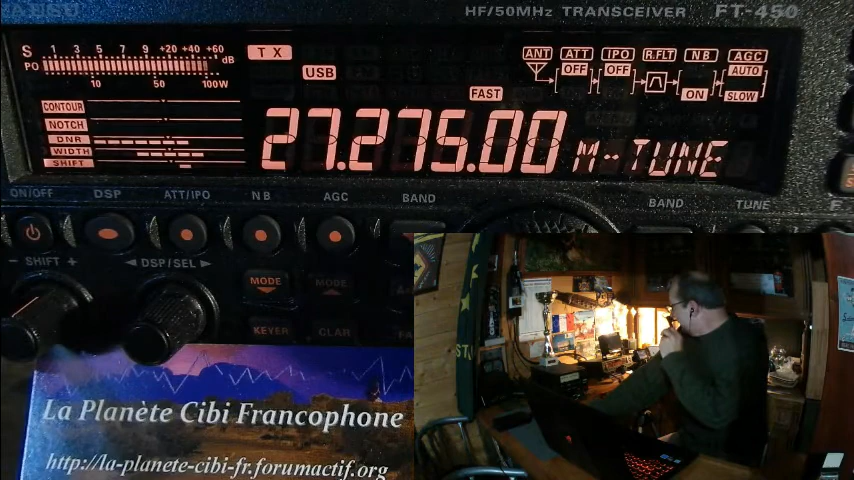 YAESU
HF/50MHz TRANSCEIVER FT-450
S 1 3 5 7 9 +20 +40 +60 dB
PO 10 50 100W
TX
USB
FAST
ANT ATT IPO R.FLT NB AGC
OFF OFF AUTO
ON SLOW
CONTOUR
NOTCH
DNR
WIDTH
SHIFT
27.275.00 M-TUNE
ON/OFF DSP ATT/IPO NB AGC BAND BAND TUNE
- SHIFT + ◄ DSP/SEL ►
MODE MODE
KEYER CLAR
La Planète Cibi Francophone
http://la-planete-cibi-fr.forumactif.org